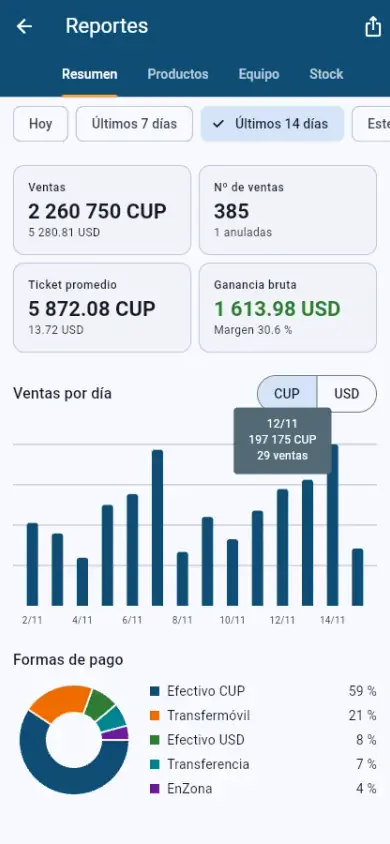 Reportes
Resumen
Productos
Equipo
Stock
Hoy
Últimos 7 días
Últimos 14 días
Este
Ventas
2 260 750 CUP
5 280.81 USD
Nº de ventas
385
1 anuladas
Ticket promedio
5 872.08 CUP
13.72 USD
Ganancia bruta
1 613.98 USD
Margen 30.6 %
Ventas por día
CUP
USD
12/11
197 175 CUP
29 ventas
2/11
4/11
6/11
8/11
10/11
12/11
14/11
Formas de pago
Efectivo CUP 59 %
Transfermóvil 21 %
Efectivo USD 8 %
Transferencia 7 %
EnZona 4 %